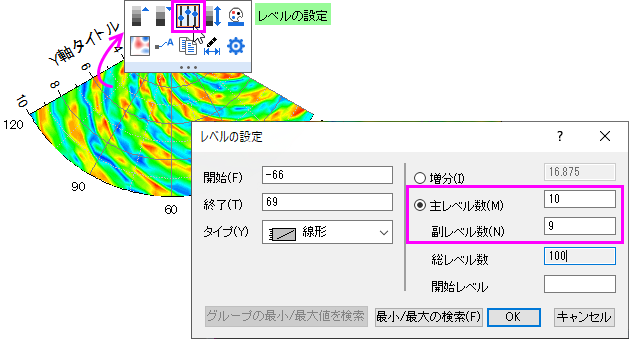 レベルの設定
Y軸タイトル
4
6
8
10
120
90
60
レベルの設定
?
開始(F)
-66
増分(I)
16.875
終了(T)
69
主レベル数(M)
10
タイプ(Y)
線形
副レベル数(N)
9
総レベル数
100
開始レベル
グループの最小/最大値を検索
最小/最大の検索(F)
OK
キャンセル